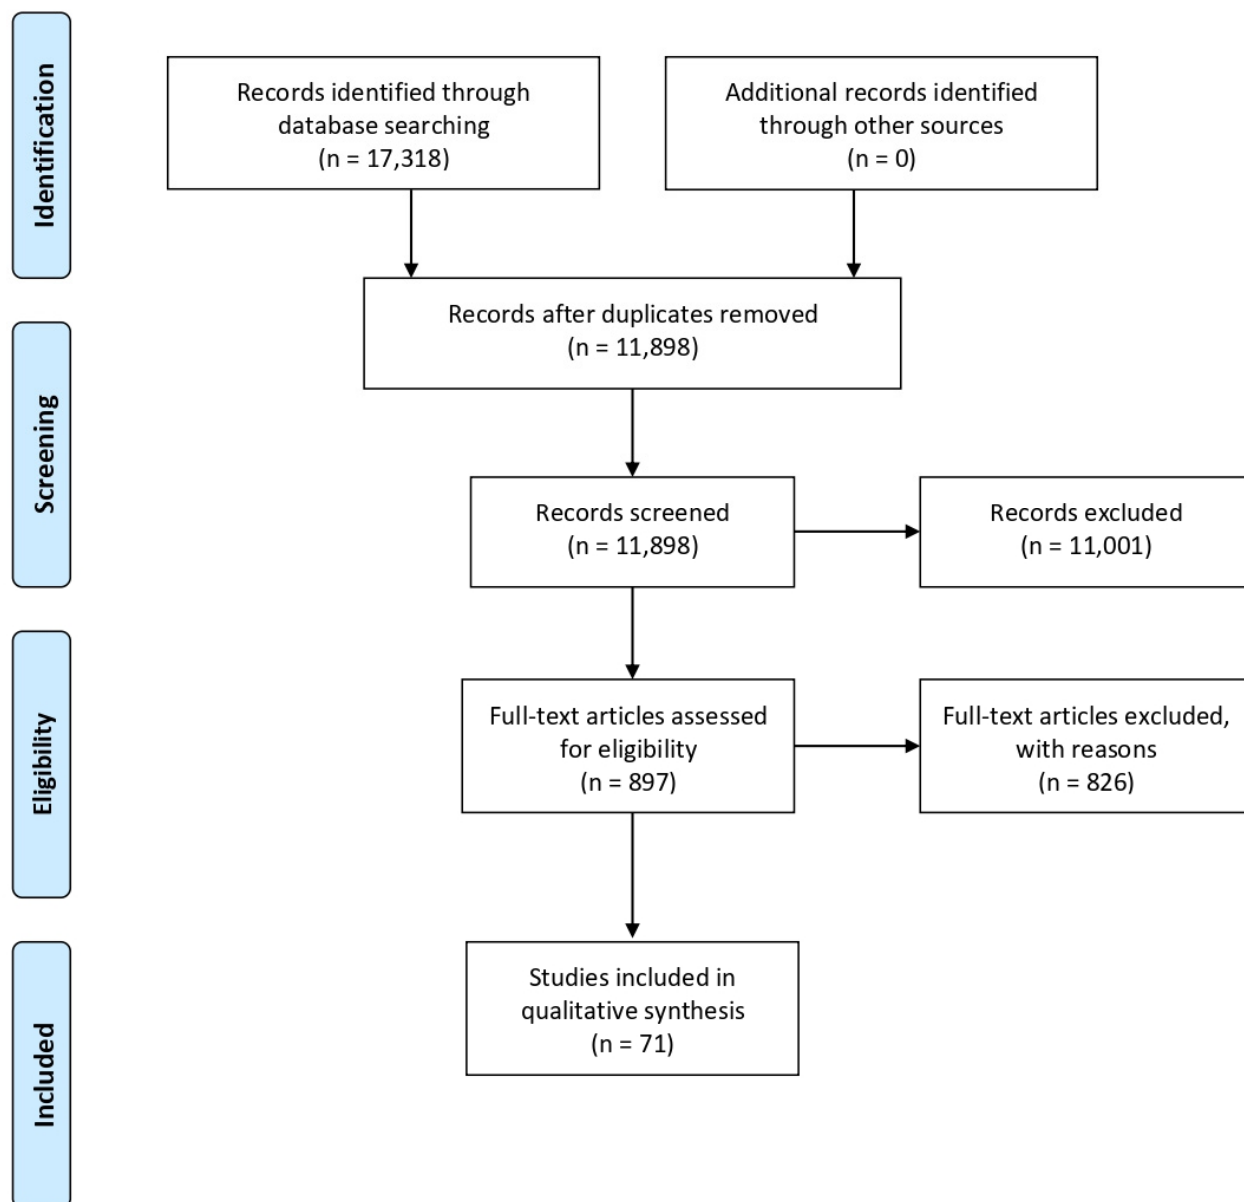 Identification
Records identified through
database searching
(n = 17,318)
Additional records identified
through other sources
(n = 0)
Records after duplicates removed
(n = 11,898)
Screening
Records screened
(n = 11,898)
Records excluded
(n = 11,001)
Eligibility
Full-text articles assessed
for eligibility
(n = 897)
Full-text articles excluded,
with reasons
(n = 826)
Included
Studies included in
qualitative synthesis
(n = 71)